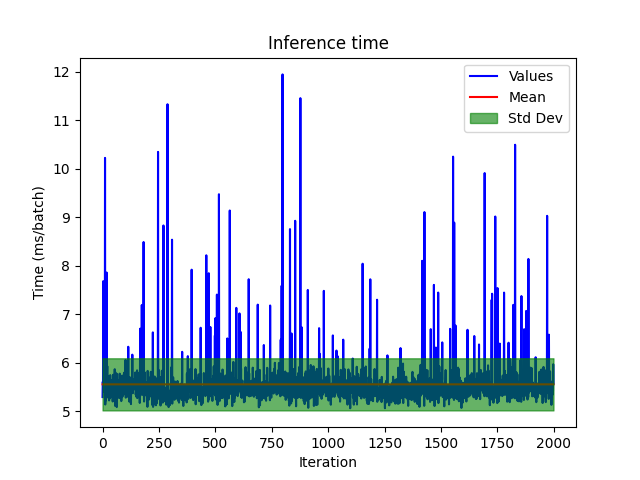 Inference time
Values
Mean
Std Dev
Time (ms/batch)
12
11
10
9
8
7
6
5
0 250 500 750 1000 1250 1500 1750 2000
Iteration